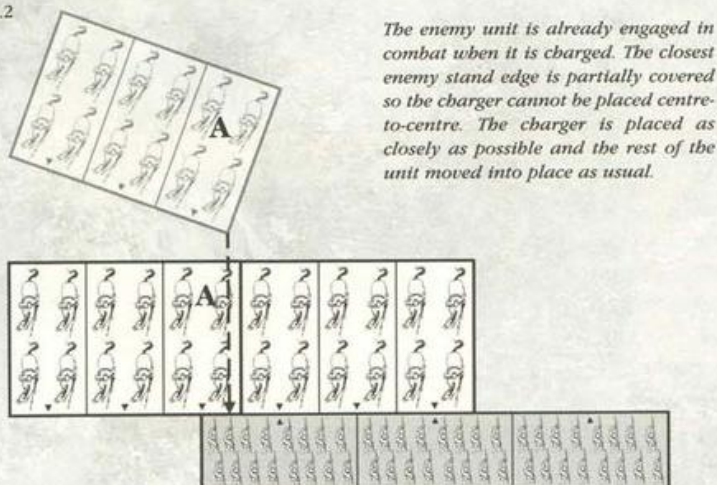 .2
The enemy unit is already engaged in
combat when it is charged. The closest
enemy stand edge is partially covered
so the charger cannot be placed centre-
to-centre. The charger is placed as
closely as possible and the rest of the
unit moved into place as usual.
A
A